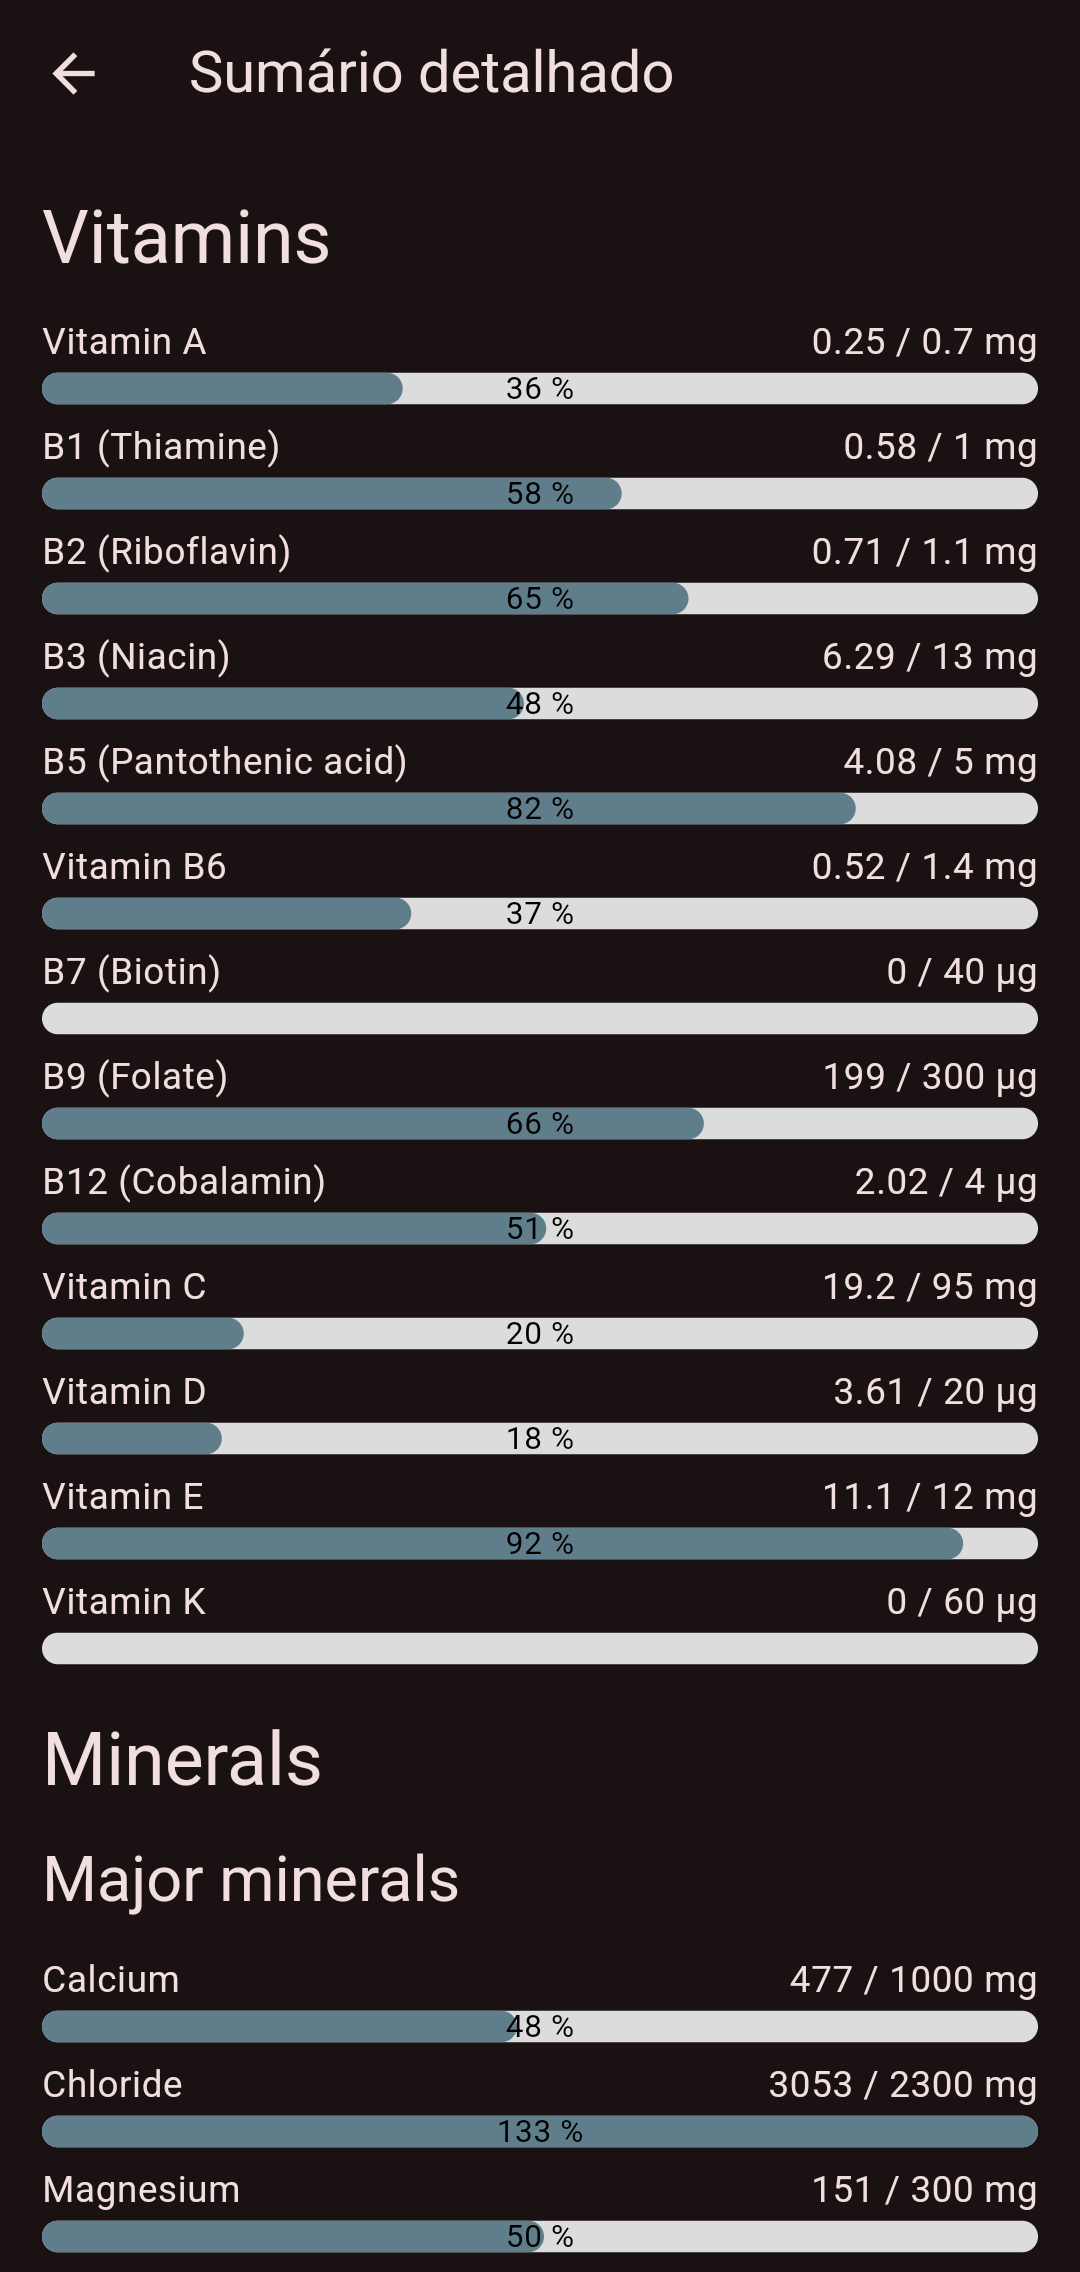 Sumário detalhado
Vitamins
Vitamin A 0.25 / 0.7 mg
36 %
B1 (Thiamine) 0.58 / 1 mg
58 %
B2 (Riboflavin) 0.71 / 1.1 mg
65 %
B3 (Niacin) 6.29 / 13 mg
48 %
B5 (Pantothenic acid) 4.08 / 5 mg
82 %
Vitamin B6 0.52 / 1.4 mg
37 %
B7 (Biotin) 0 / 40 µg
B9 (Folate) 199 / 300 µg
66 %
B12 (Cobalamin) 2.02 / 4 µg
51 %
Vitamin C 19.2 / 95 mg
20 %
Vitamin D 3.61 / 20 µg
18 %
Vitamin E 11.1 / 12 mg
92 %
Vitamin K 0 / 60 µg
Minerals
Major minerals
Calcium 477 / 1000 mg
48 %
Chloride 3053 / 2300 mg
133 %
Magnesium 151 / 300 mg
50 %